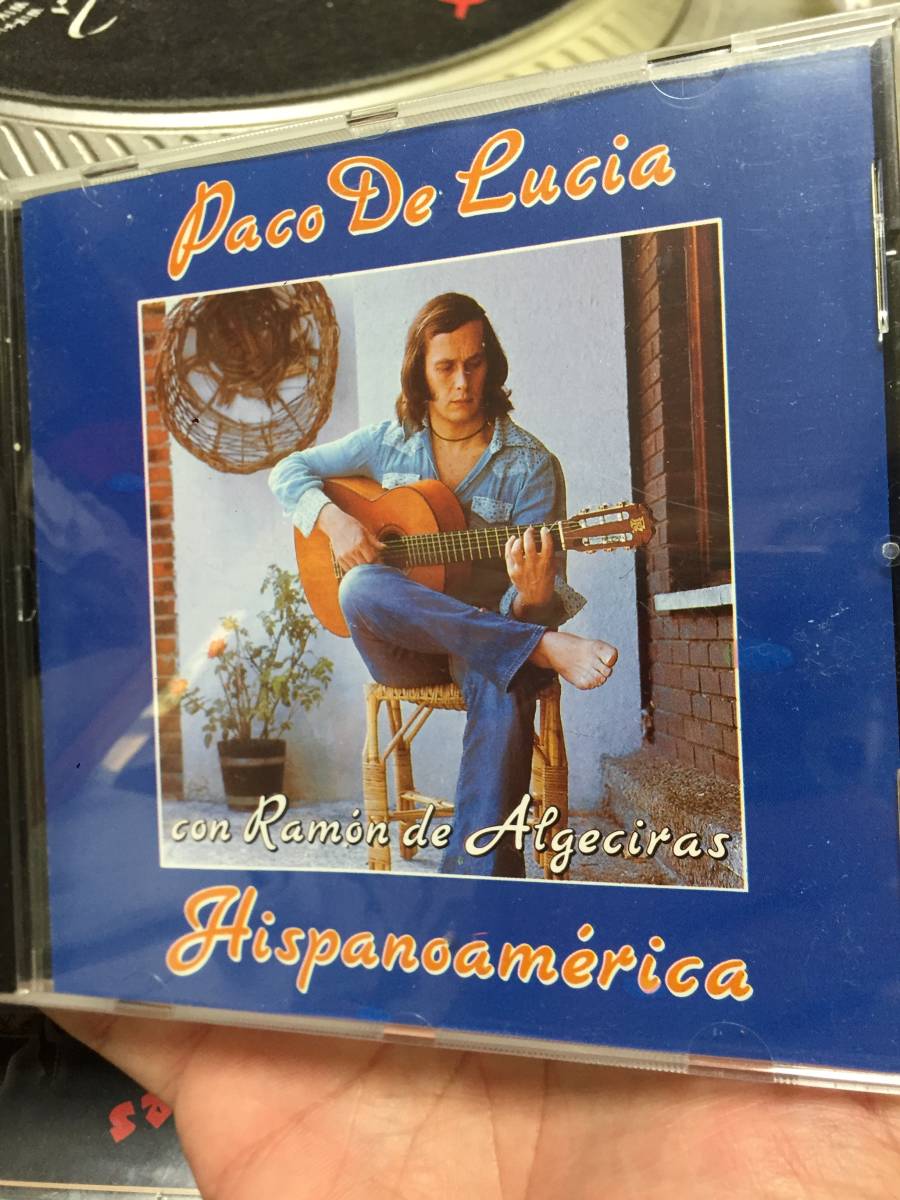 Paco De Lucia
con Ramón de Algeciras
Hispanoamérica